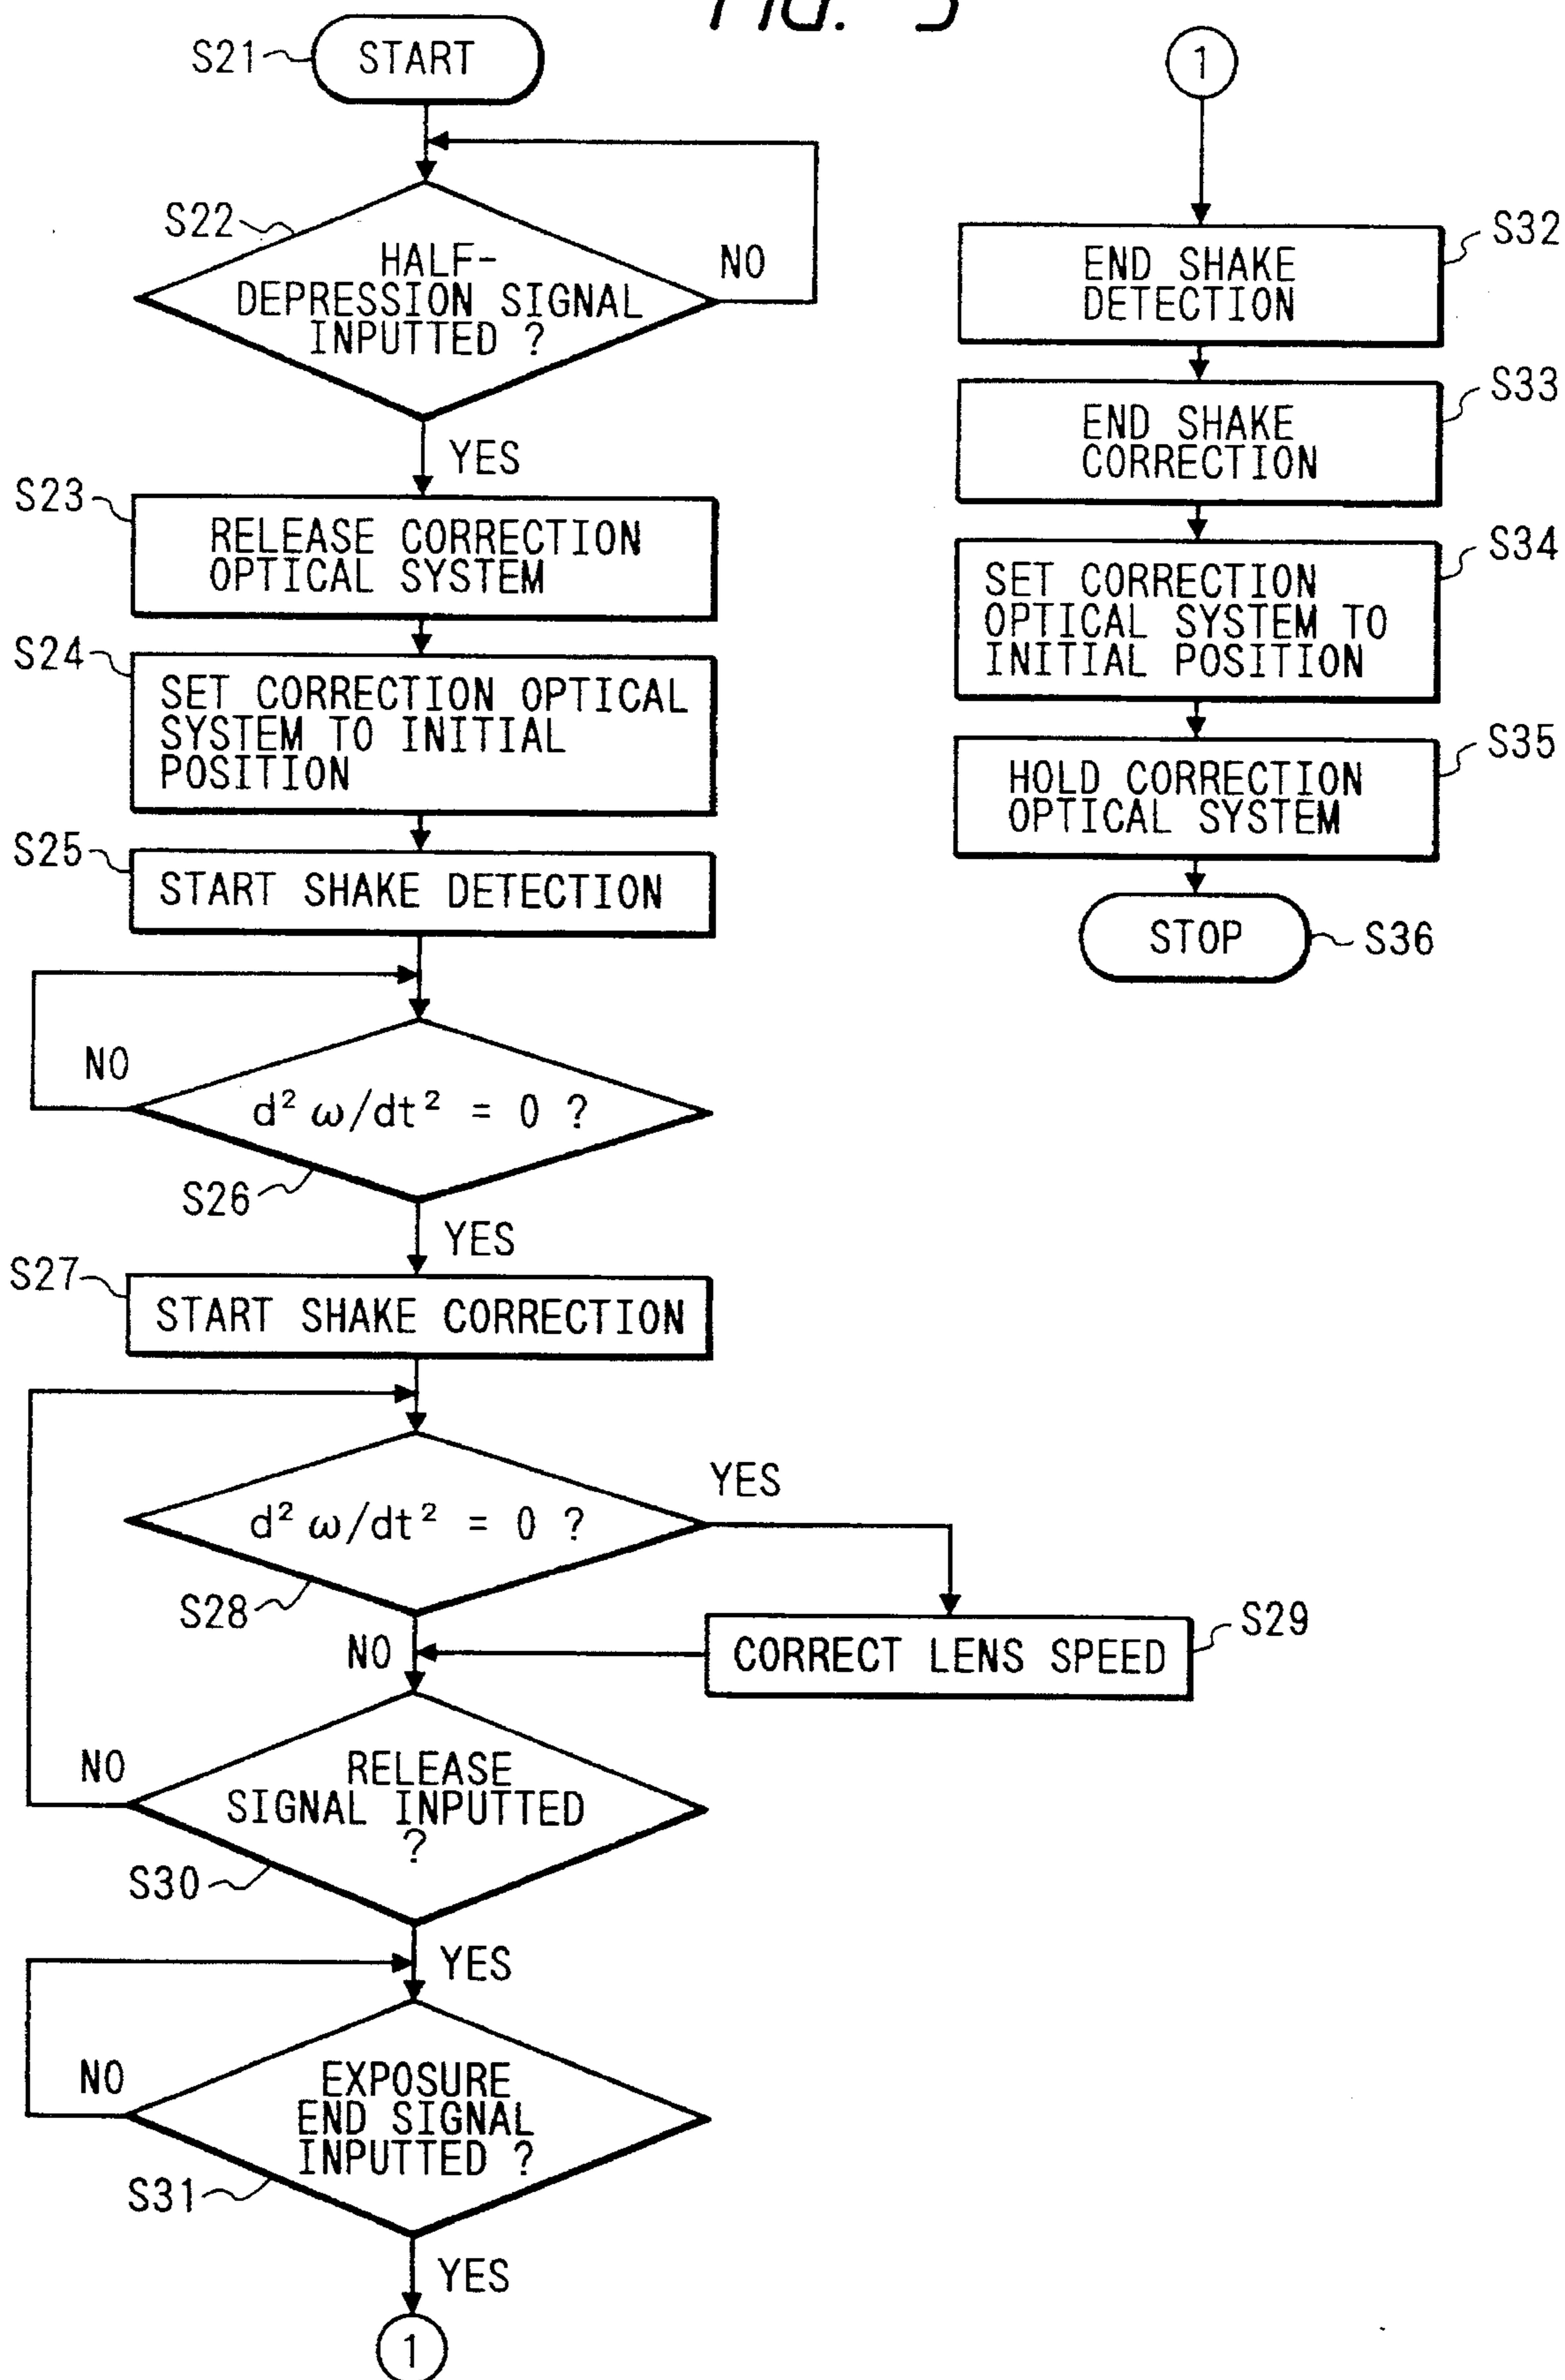 FIG. 5
S21
START
S22
HALF-
DEPRESSION SIGNAL
INPUTTED ?
NO
YES
S23
RELEASE CORRECTION
OPTICAL SYSTEM
S24
SET CORRECTION OPTICAL
SYSTEM TO INITIAL
POSITION
S25
START SHAKE DETECTION
NO
d² ω/dt² = 0 ?
S26
YES
S27
START SHAKE CORRECTION
d² ω/dt² = 0 ?
YES
S28
NO
CORRECT LENS SPEED
S29
NO
RELEASE
SIGNAL INPUTTED
?
S30
YES
NO
EXPOSURE
END SIGNAL
INPUTTED ?
S31
YES
1
1
END SHAKE
DETECTION
S32
END SHAKE
CORRECTION
S33
SET CORRECTION
OPTICAL SYSTEM TO
INITIAL POSITION
S34
HOLD CORRECTION
OPTICAL SYSTEM
S35
STOP
S36